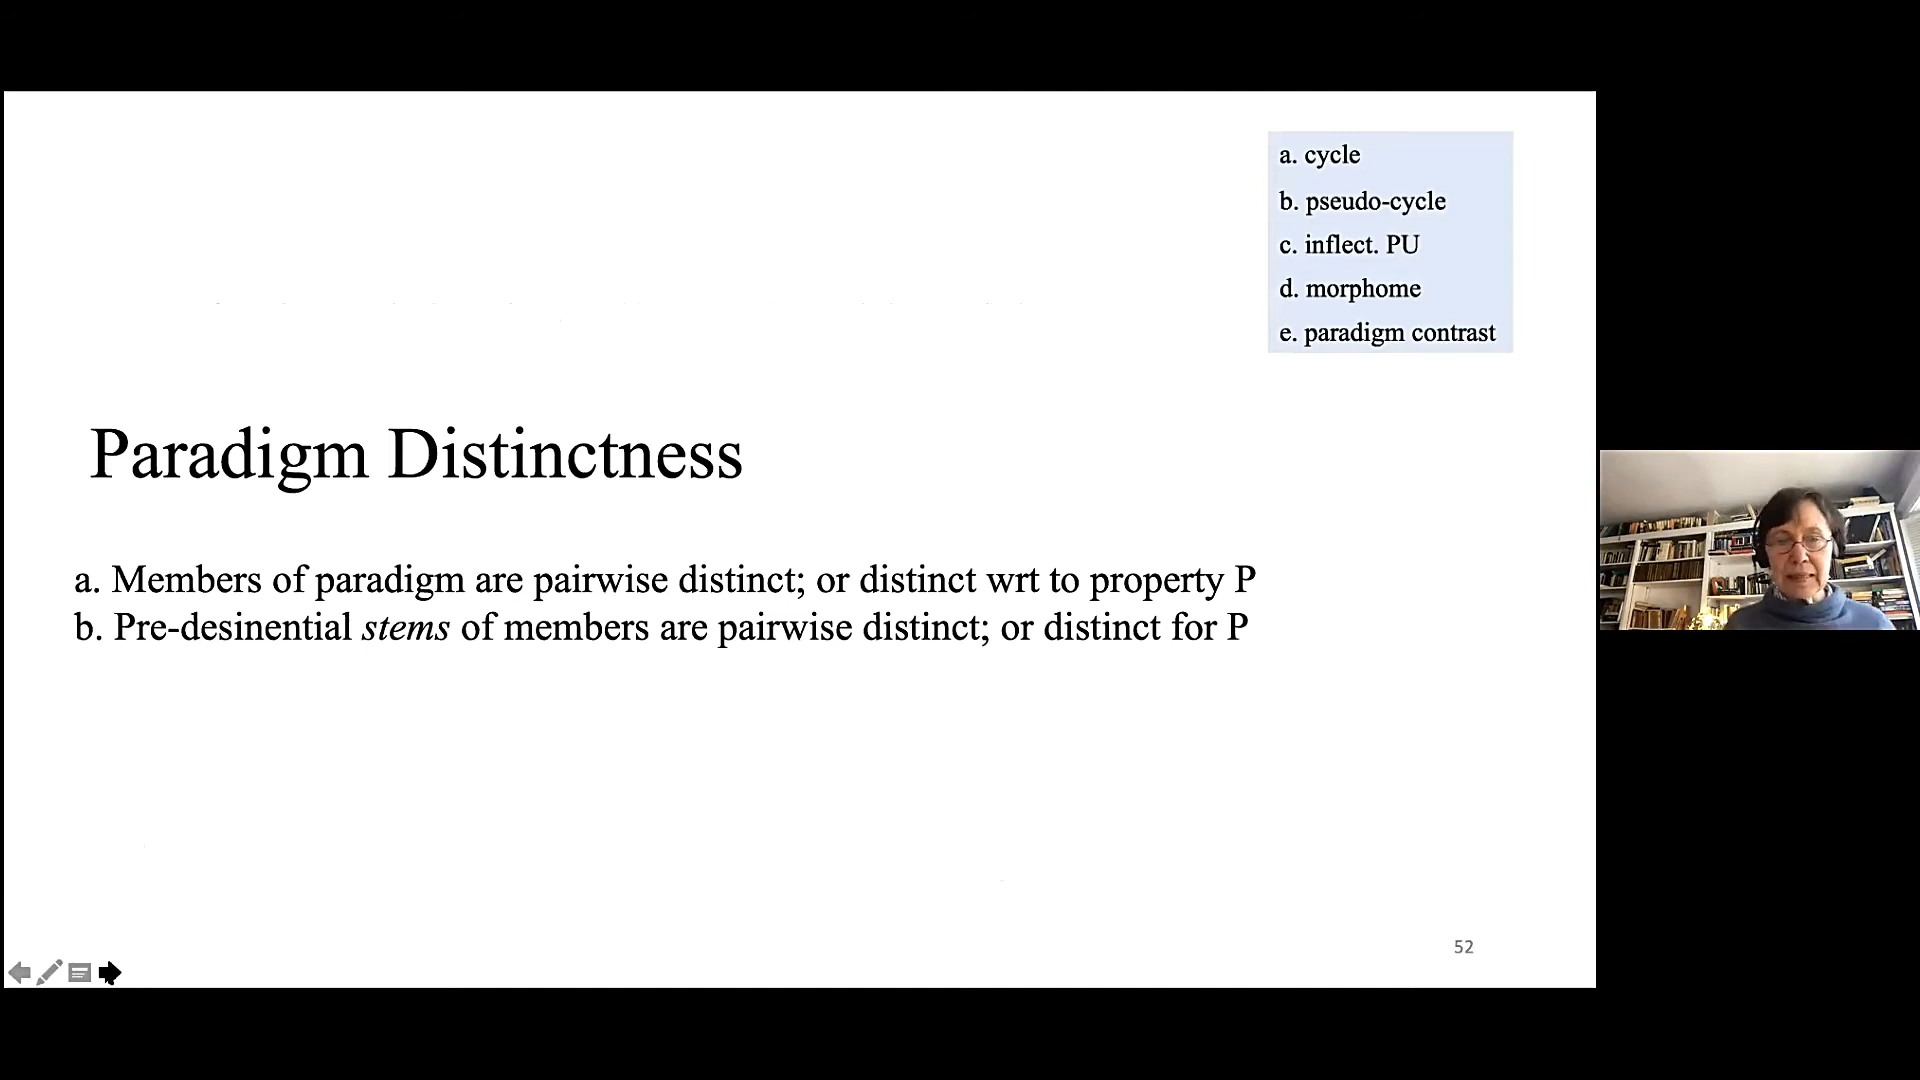 a. cycle
b. pseudo-cycle
c. inflect. PU
d. morphome
e. paradigm contrast
Paradigm Distinctness
a. Members of paradigm are pairwise distinct; or distinct wrt to property P
b. Pre-desinential stems of members are pairwise distinct; or distinct for P
52